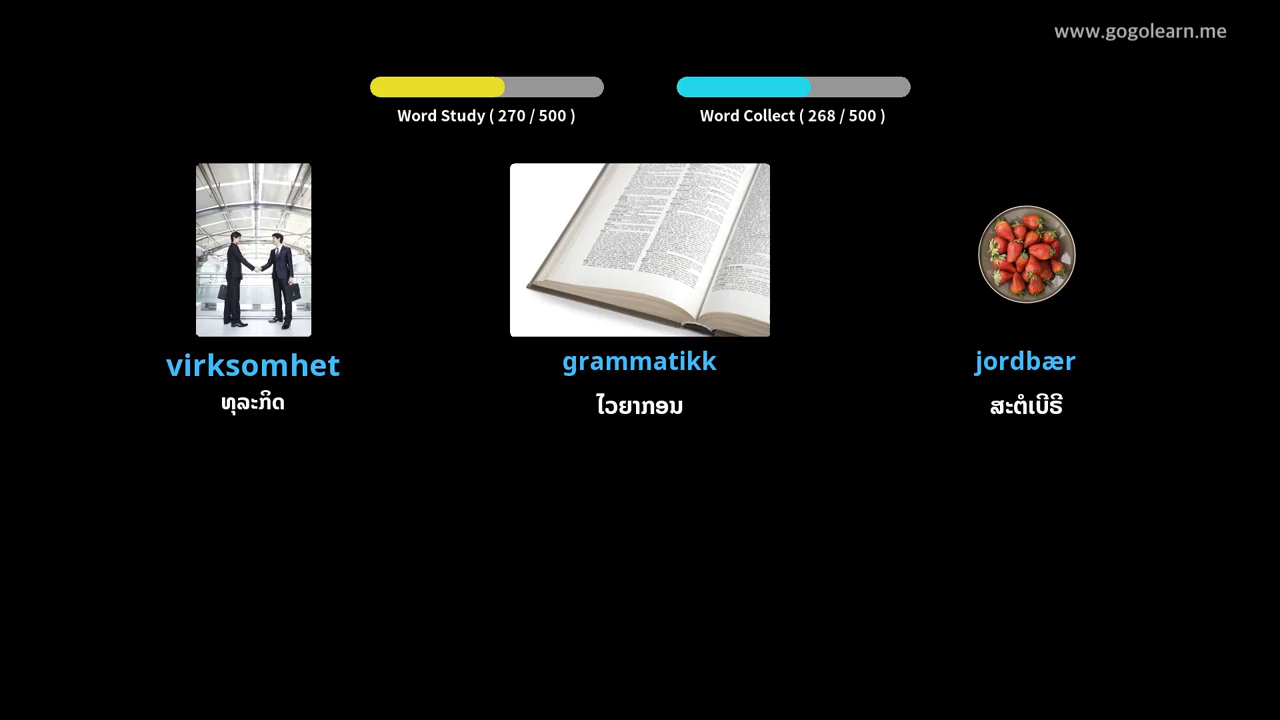 www.gogolearn.me
Word Study ( 270 / 500 )
Word Collect ( 268 / 500 )
virksomhet
ທຸລະກິດ
grammatikk
ໄວຍາກອນ
jordbær
ສະຕໍເບີຣີ